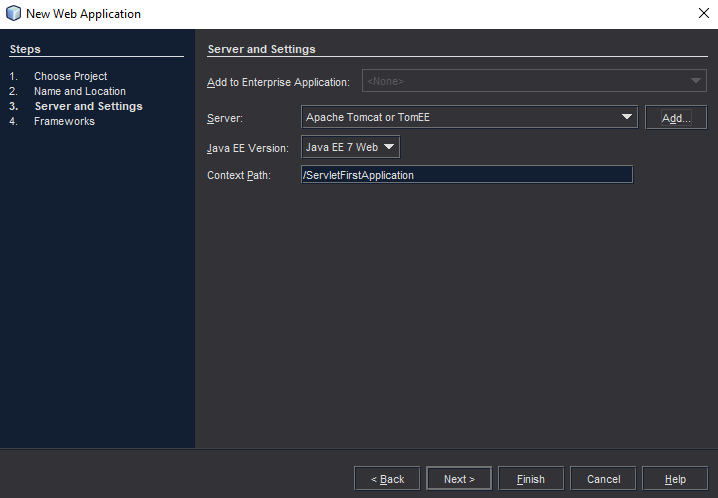 New Web Application
Steps
1. Choose Project
2. Name and Location
3. Server and Settings
4. Frameworks
Server and Settings
Add to Enterprise Application: <None>
Server: Apache Tomcat or TomEE Add...
Java EE Version: Java EE 7 Web
Context Path: /ServletFirstApplication
< Back Next > Finish Cancel Help